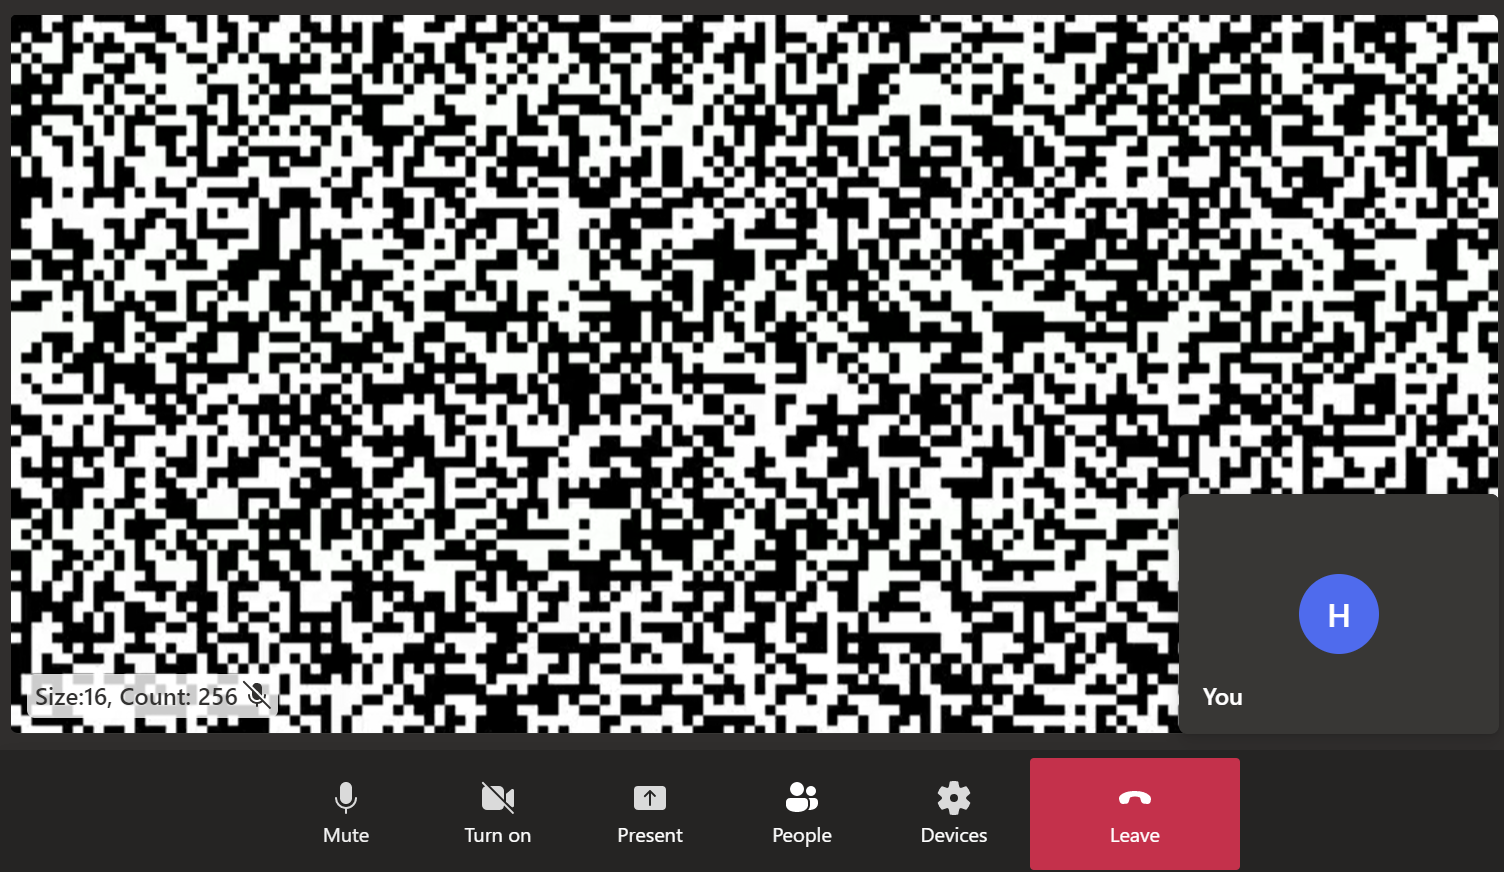 Size:16, Count: 256
H
You
Mute
Turn on
Present
People
Devices
Leave